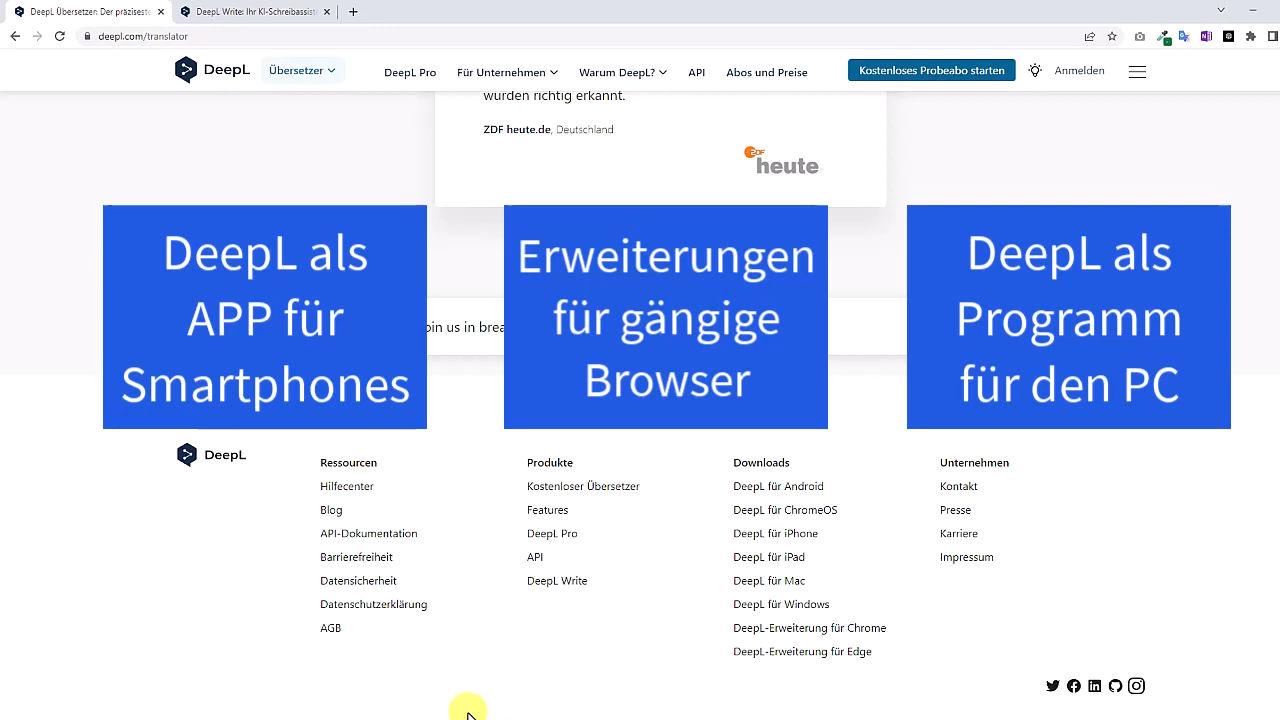 DeepL Übersetzen: Der präziseste
DeepL Write: Ihr KI-Schreibassist
deepl.com/translator
DeepL
Übersetzer
DeepL Pro
Für Unternehmen
Warum DeepL?
API
Abos und Preise
Kostenloses Probeabo starten
Anmelden
wurden richtig erkannt.
ZDF heute.de, Deutschland
ZDF
heute
DeepL als
APP für
Smartphones
Erweiterungen
für gängige
Browser
DeepL als
Programm
für den PC
oin us in brea
DeepL
Ressourcen
Hilfecenter
Blog
API-Dokumentation
Barrierefreiheit
Datensicherheit
Datenschutzerklärung
AGB
Produkte
Kostenloser Übersetzer
Features
DeepL Pro
API
DeepL Write
Downloads
DeepL für Android
DeepL für ChromeOS
DeepL für iPhone
DeepL für iPad
DeepL für Mac
DeepL für Windows
DeepL-Erweiterung für Chrome
DeepL-Erweiterung für Edge
Unternehmen
Kontakt
Presse
Karriere
Impressum